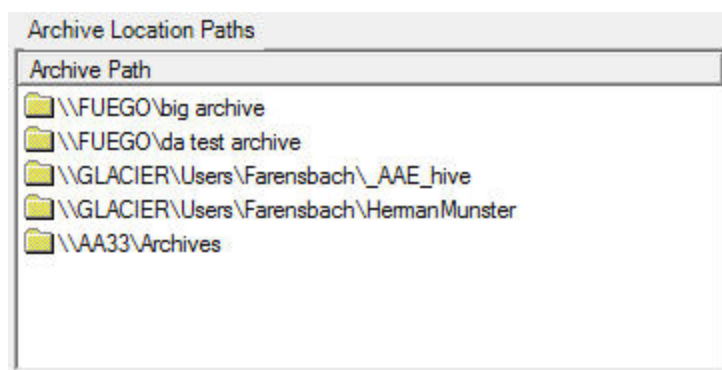 Archive Location Paths
Archive Path
\\FUEGO\big archive
\\FUEGO\da test archive
\\GLACIER\Users\Farensbach\_AAE_hive
\\GLACIER\Users\Farensbach\HermanMunster
\\AA33\Archives